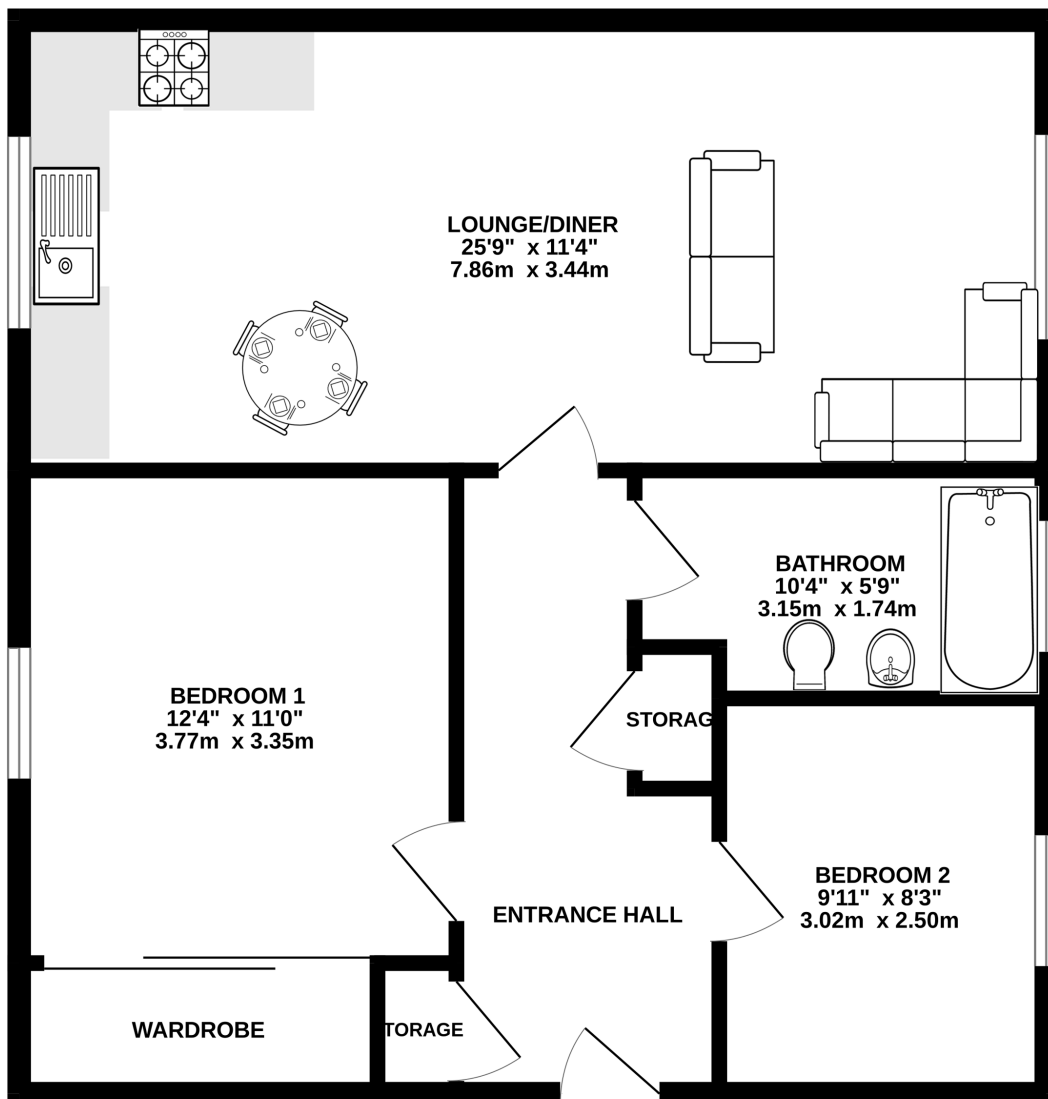 LOUNGE/DINER
25'9" x 11'4"
7.86m x 3.44m
BATHROOM
10'4" x 5'9"
3.15m x 1.74m
BEDROOM 1
12'4" x 11'0"
3.77m x 3.35m
STORAG
BEDROOM 2
9'11" x 8'3"
3.02m x 2.50m
ENTRANCE HALL
WARDROBE
TORAGE